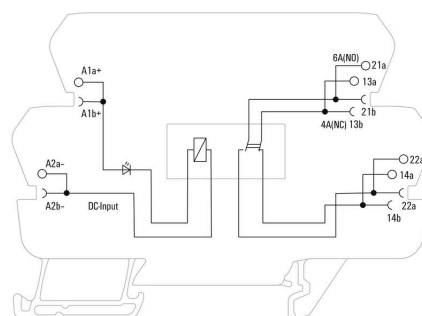 6A(NO) 21a
A1a+ 13a
A1b+ 21b
4A(NC) 13b
A2a- 22a
14a
A2b- DC-Input 22a
14b